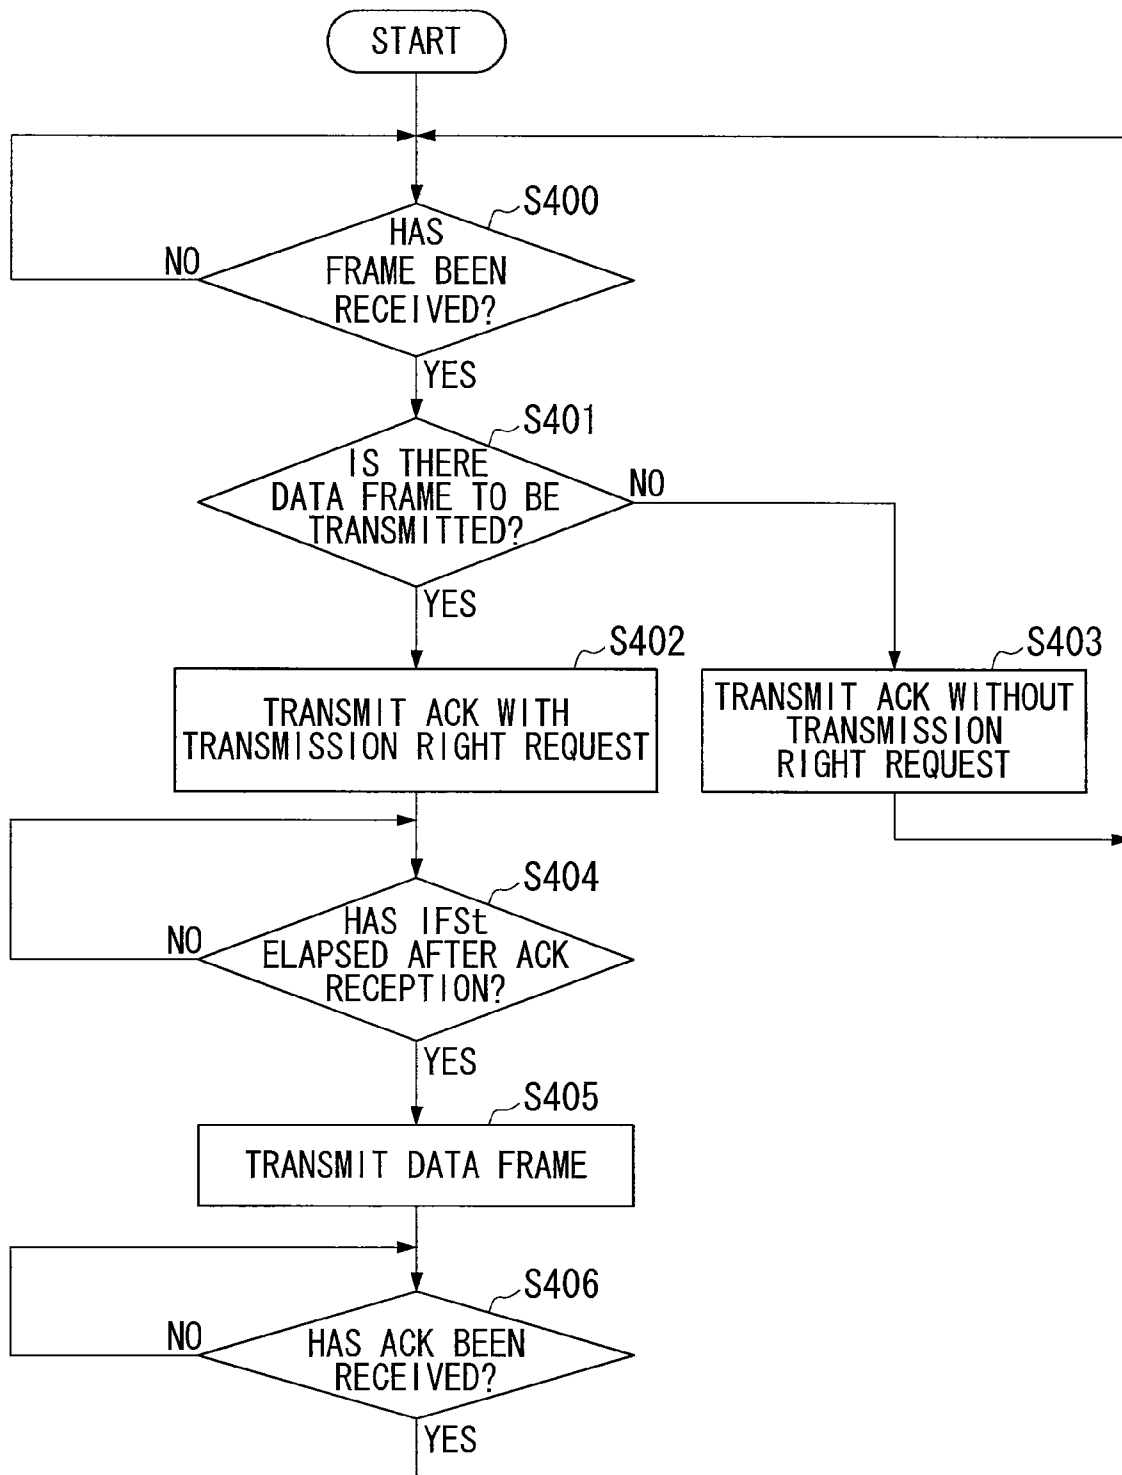 START
S400
HAS
FRAME BEEN
RECEIVED?
NO
YES
S401
IS THERE
DATA FRAME TO BE
TRANSMITTED?
NO
YES
S402
TRANSMIT ACK WITH
TRANSMISSION RIGHT REQUEST
S403
TRANSMIT ACK WITHOUT
TRANSMISSION
RIGHT REQUEST
S404
HAS IFSt
ELAPSED AFTER ACK
RECEPTION?
NO
YES
S405
TRANSMIT DATA FRAME
S406
HAS ACK BEEN
RECEIVED?
NO
YES